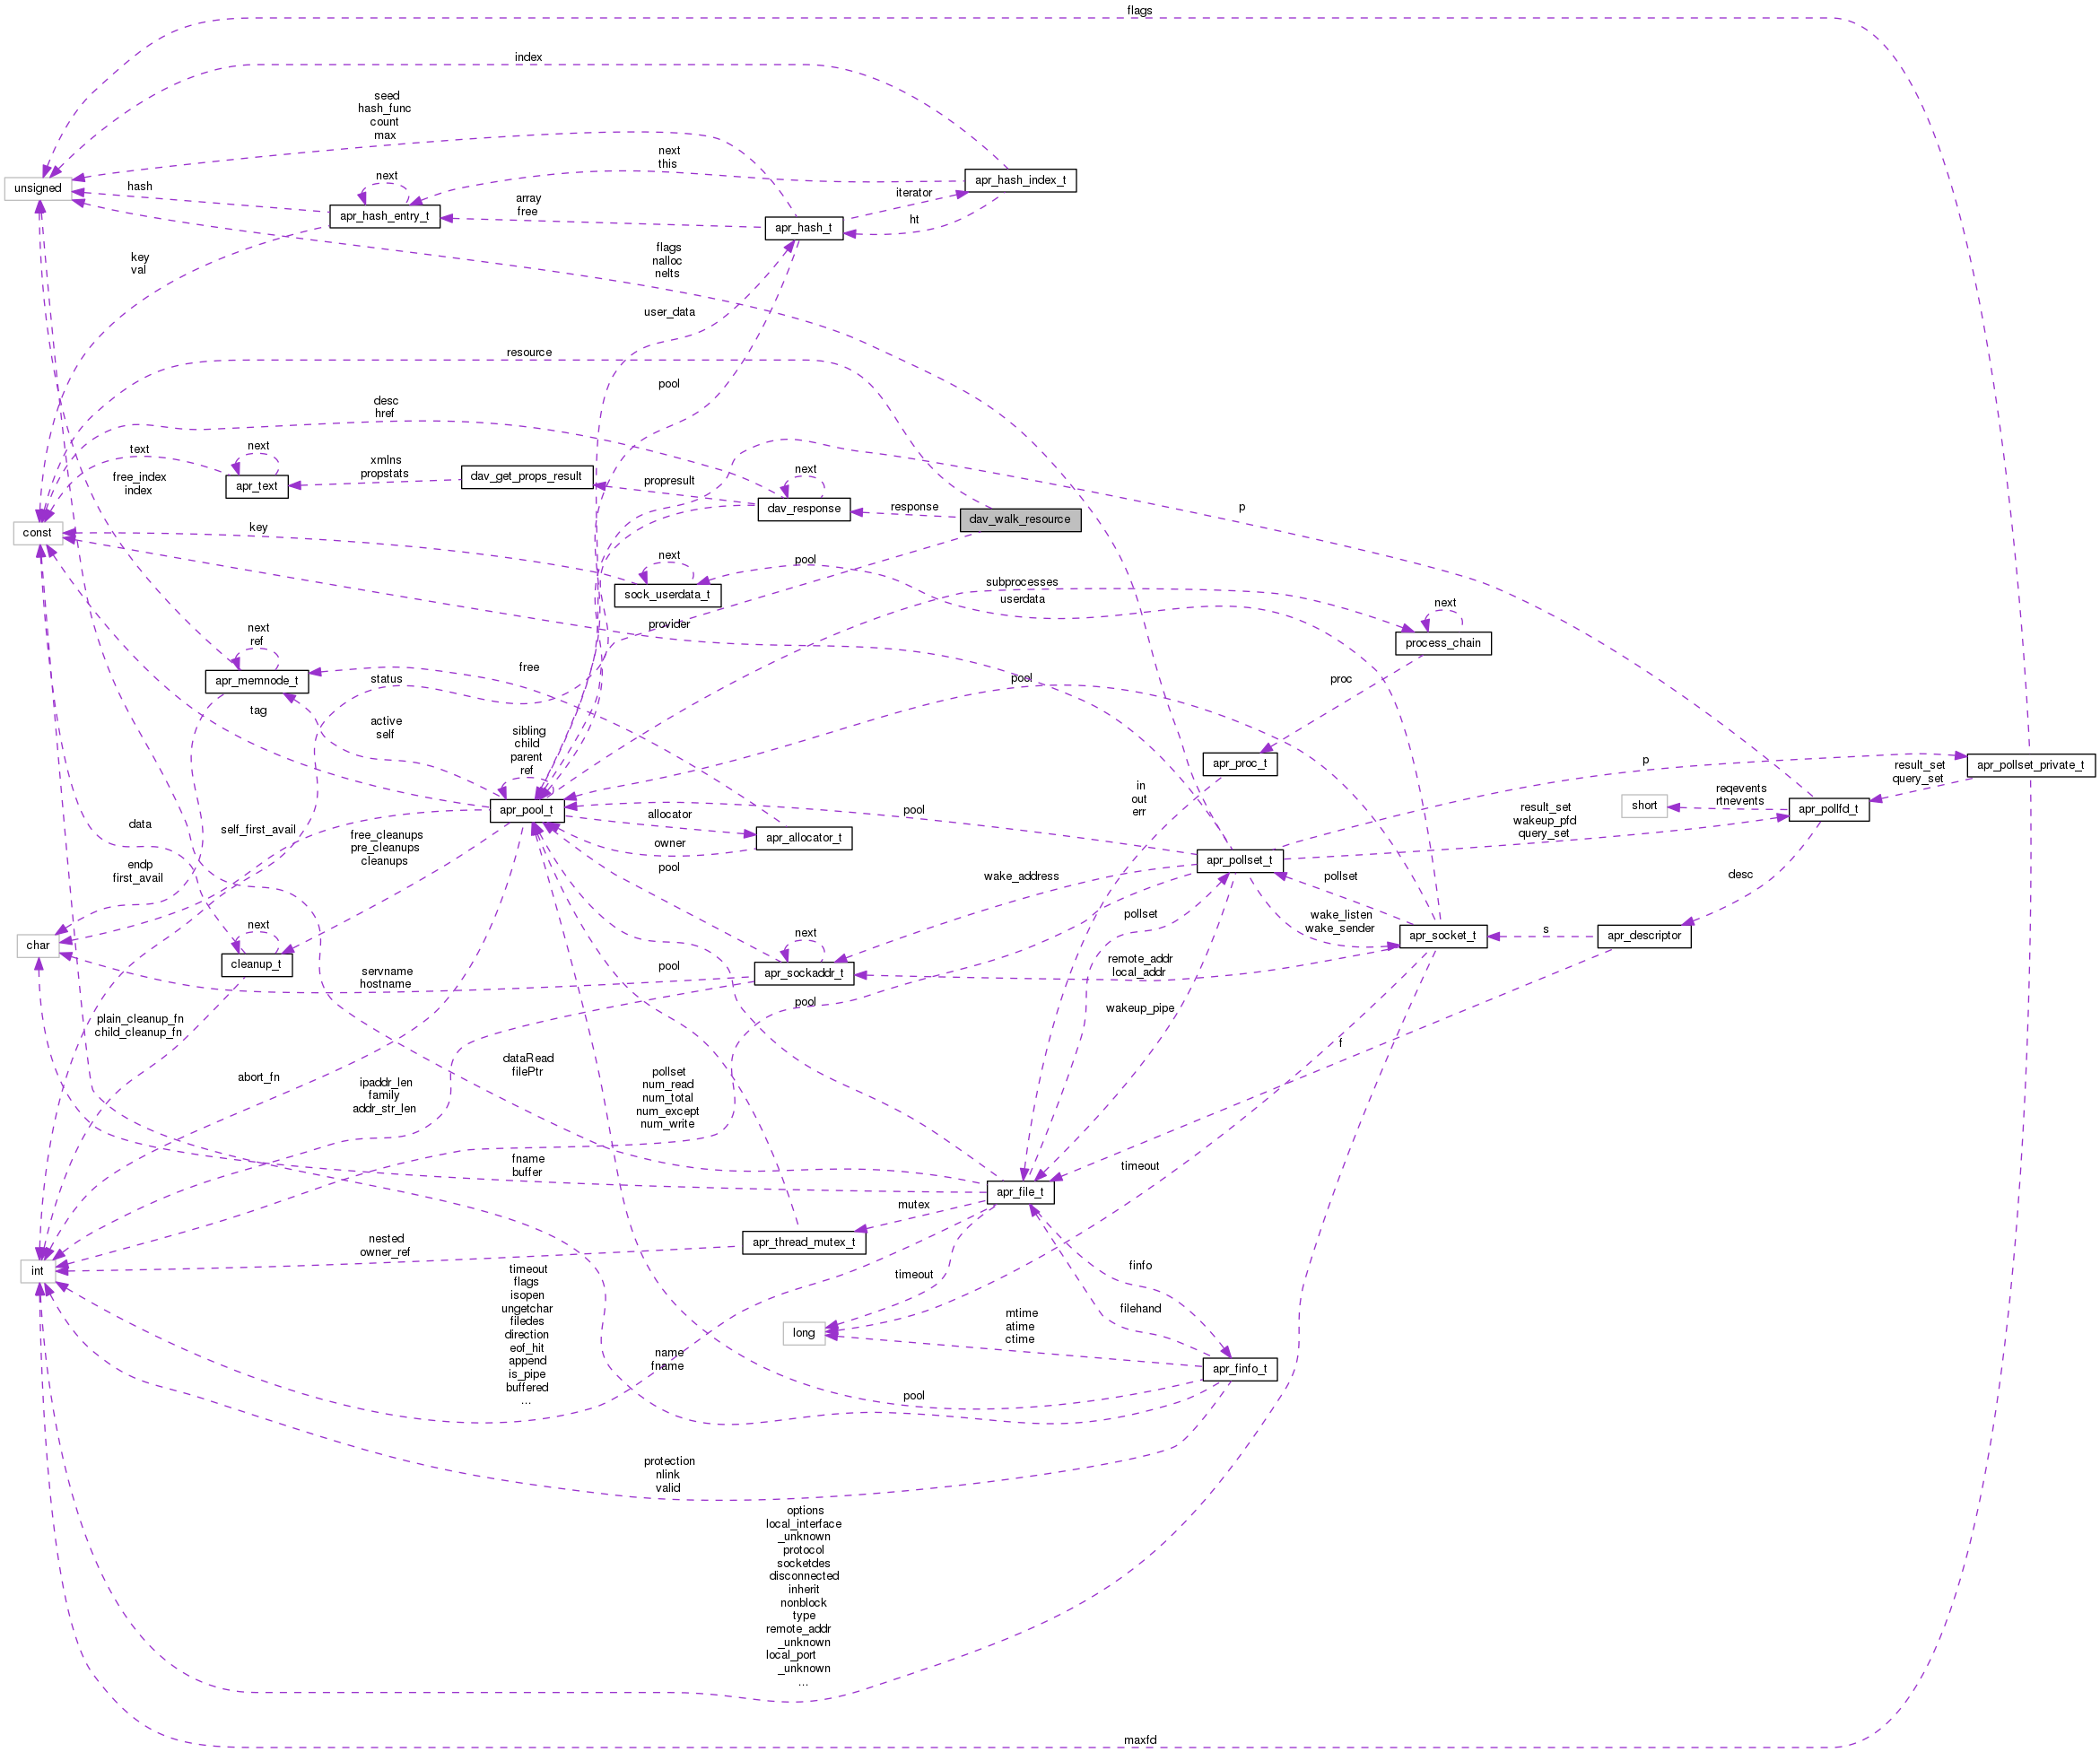 flags
index
seed
hash_func
count
max
next
this
apr_hash_index_t
unsigned
hash
next
iterator
array
free
apr_hash_entry_t
apr_hash_t
ht
key
val
flags
nalloc
nelts
user_data
resource
pool
desc
href
text
next
xmlns
propstats
dav_get_props_result
propresult
next
free_index
index
apr_text
dav_response
response
dav_walk_resource
p
const
key
next
pool
sock_userdata_t
subprocesses
userdata
next
provider
process_chain
next
ref
free
apr_memnode_t
status
pool
proc
tag
active
self
sibling
child
parent
ref
apr_proc_t
p
apr_pollset_private_t
result_set
query_set
in
out
err
short
reqevents
rtnevents
apr_pollfd_t
apr_pool_t
pool
allocator
result_set
wakeup_pfd
query_set
data
self_first_avail
free_cleanups
pre_cleanups
cleanups
apr_allocator_t
owner
apr_pollset_t
endp
first_avail
pool
wake_address
pollset
desc
next
char
cleanup_t
next
pollset
wake_listen
wake_sender
apr_socket_t
s
apr_descriptor
servname
hostname
pool
apr_sockaddr_t
remote_addr
local_addr
plain_cleanup_fn
child_cleanup_fn
pool
wakeup_pipe
f
abort_fn
dataRead
filePtr
ipaddr_len
family
addr_str_len
pollset
num_read
num_total
num_except
num_write
fname
buffer
timeout
apr_file_t
mutex
nested
owner_ref
apr_thread_mutex_t
int
timeout
flags
isopen
ungetchar
filedes
direction
eof_hit
append
is_pipe
buffered
...
timeout
finfo
long
mtime
atime
ctime
filehand
name
fname
apr_finfo_t
pool
protection
nlink
valid
options
local_interface
_unknown
protocol
socketdes
disconnected
inherit
nonblock
type
remote_addr
_unknown
local_port
_unknown
...
maxfd